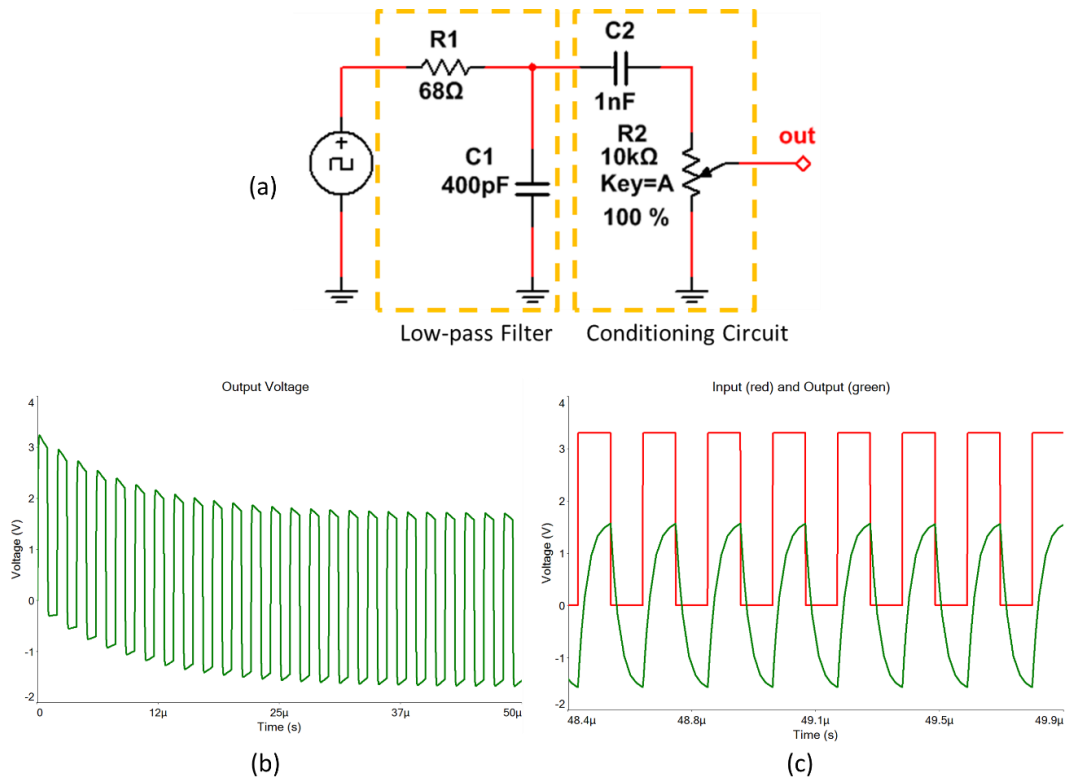 R1
68Ω
C1
400pF
C2
1nF
R2
10kΩ
Key=A
100 %
out
(a)
Low-pass Filter
Conditioning Circuit
Output Voltage
Voltage (V)
4
3
2
1
0
-1
-2
0
12µ
25µ
37µ
50µ
Time (s)
(b)
Input (red) and Output (green)
Voltage (V)
4
3
2
1
0
-1
-2
48.4µ
48.8µ
49.1µ
49.5µ
49.9µ
Time (s)
(c)